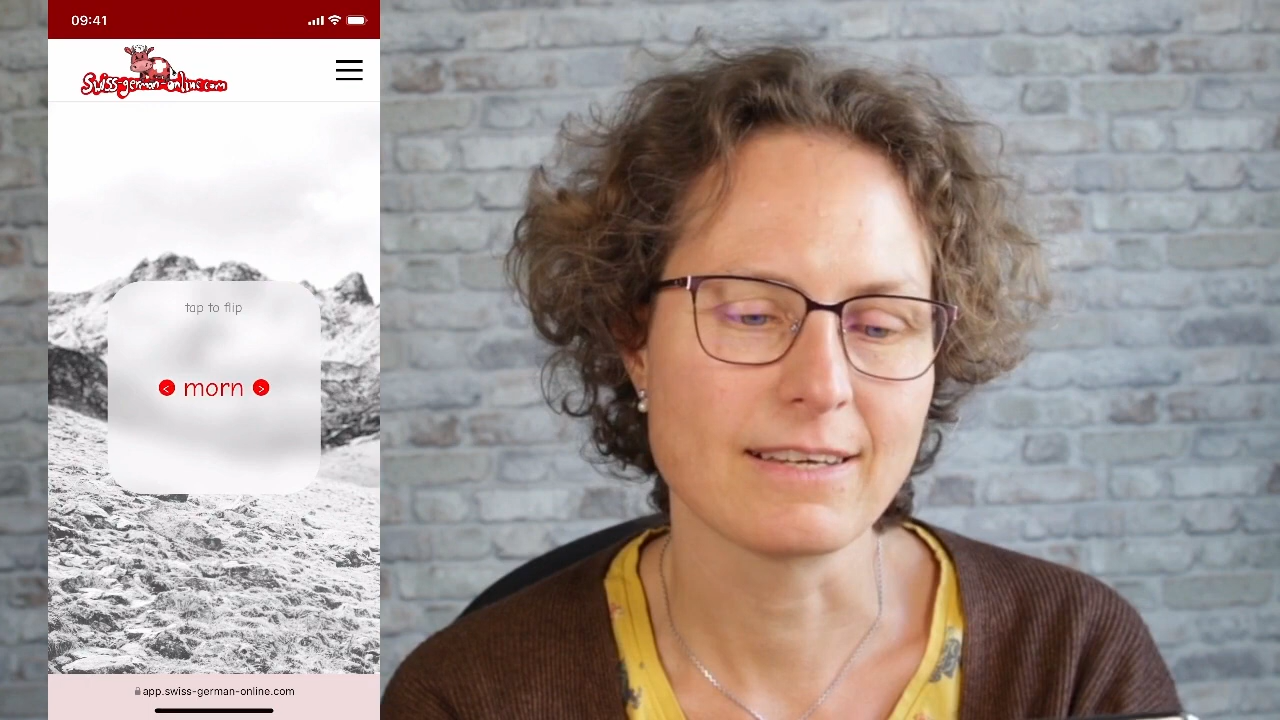 09:41
Swiss-german-online.com
tap to flip
< morn >
app.swiss-german-online.com